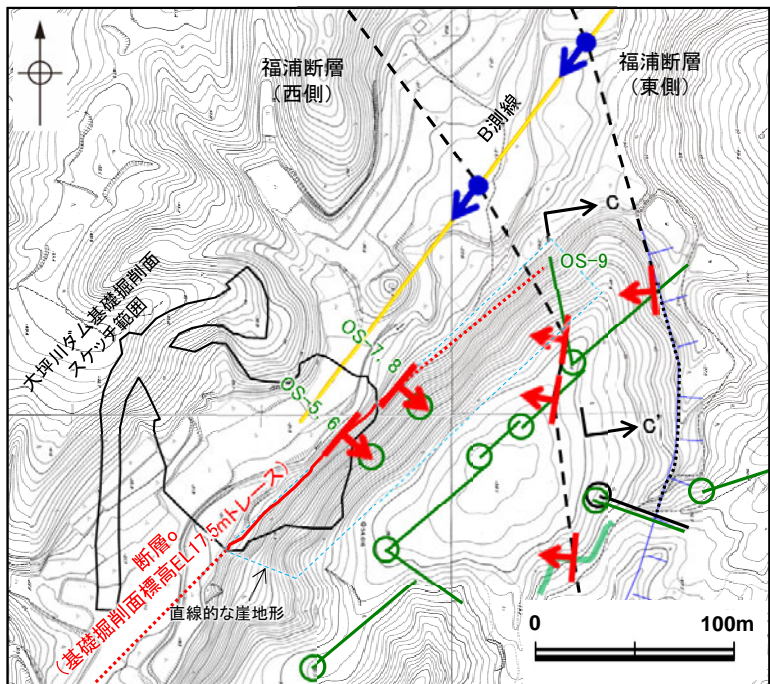 福浦断層
(西側)
福浦断層
(東側)
B測線
C
OS-9
大坪川ダム基礎掘削面
スケッチ範囲
OS-7, 8
OS-5, 6
C'
断層o
(基礎掘削面標高EL17.5mトレース)
直線的な崖地形
0
100m